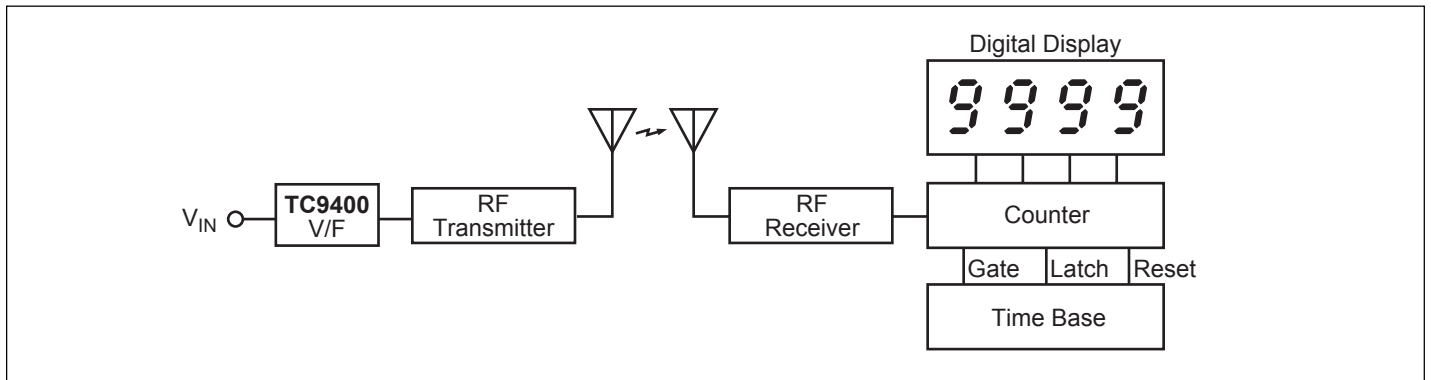 Digital Display
9999
V_IN
TC9400
V/F
RF
Transmitter
RF
Receiver
Counter
Gate
Latch
Reset
Time Base